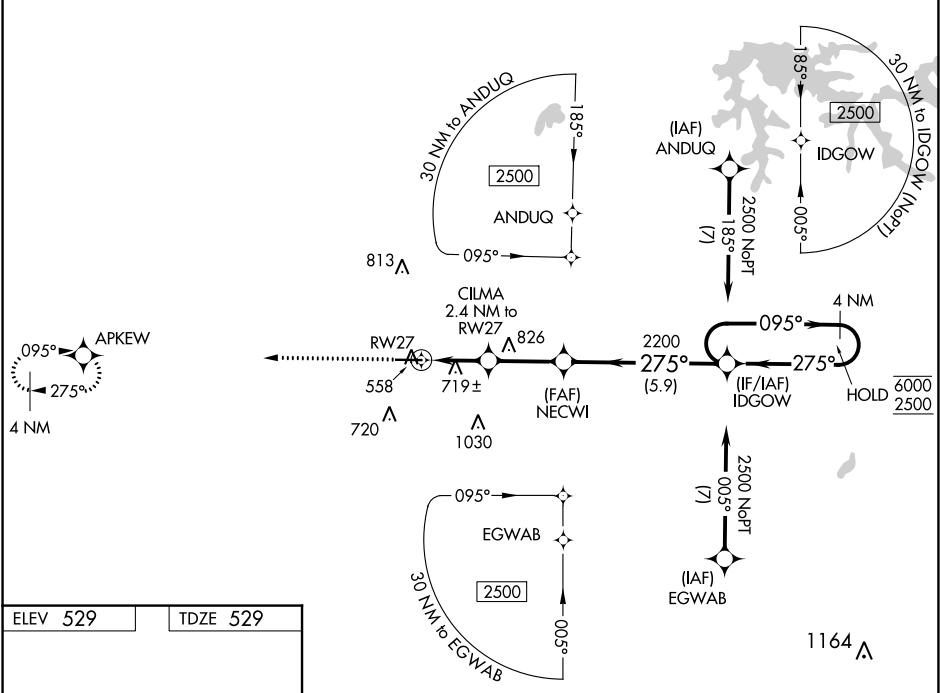 30 NM to ANDUQ
185°
2500
ANDUQ
095°
185°
30 NM to IDGOW (NoPT)
2500
IDGOW
005°
(IAF)
ANDUQ
2500 NoPT
185°
(7)
813
CILMA
2.4 NM to
RW27
826
4 NM
095°
APKEW
095°
275°
4 NM
RW27
558
719±
720
1030
(FAF)
NECWI
2200
275°
(5.9)
(IF/IAF)
IDGOW
275°
HOLD
6000
2500
2500 NoPT
005°
(7)
(IAF)
EGWAB
095°
EGWAB
2500
005°
30 NM to EGWAB
1164
ELEV 529
TDZE 529